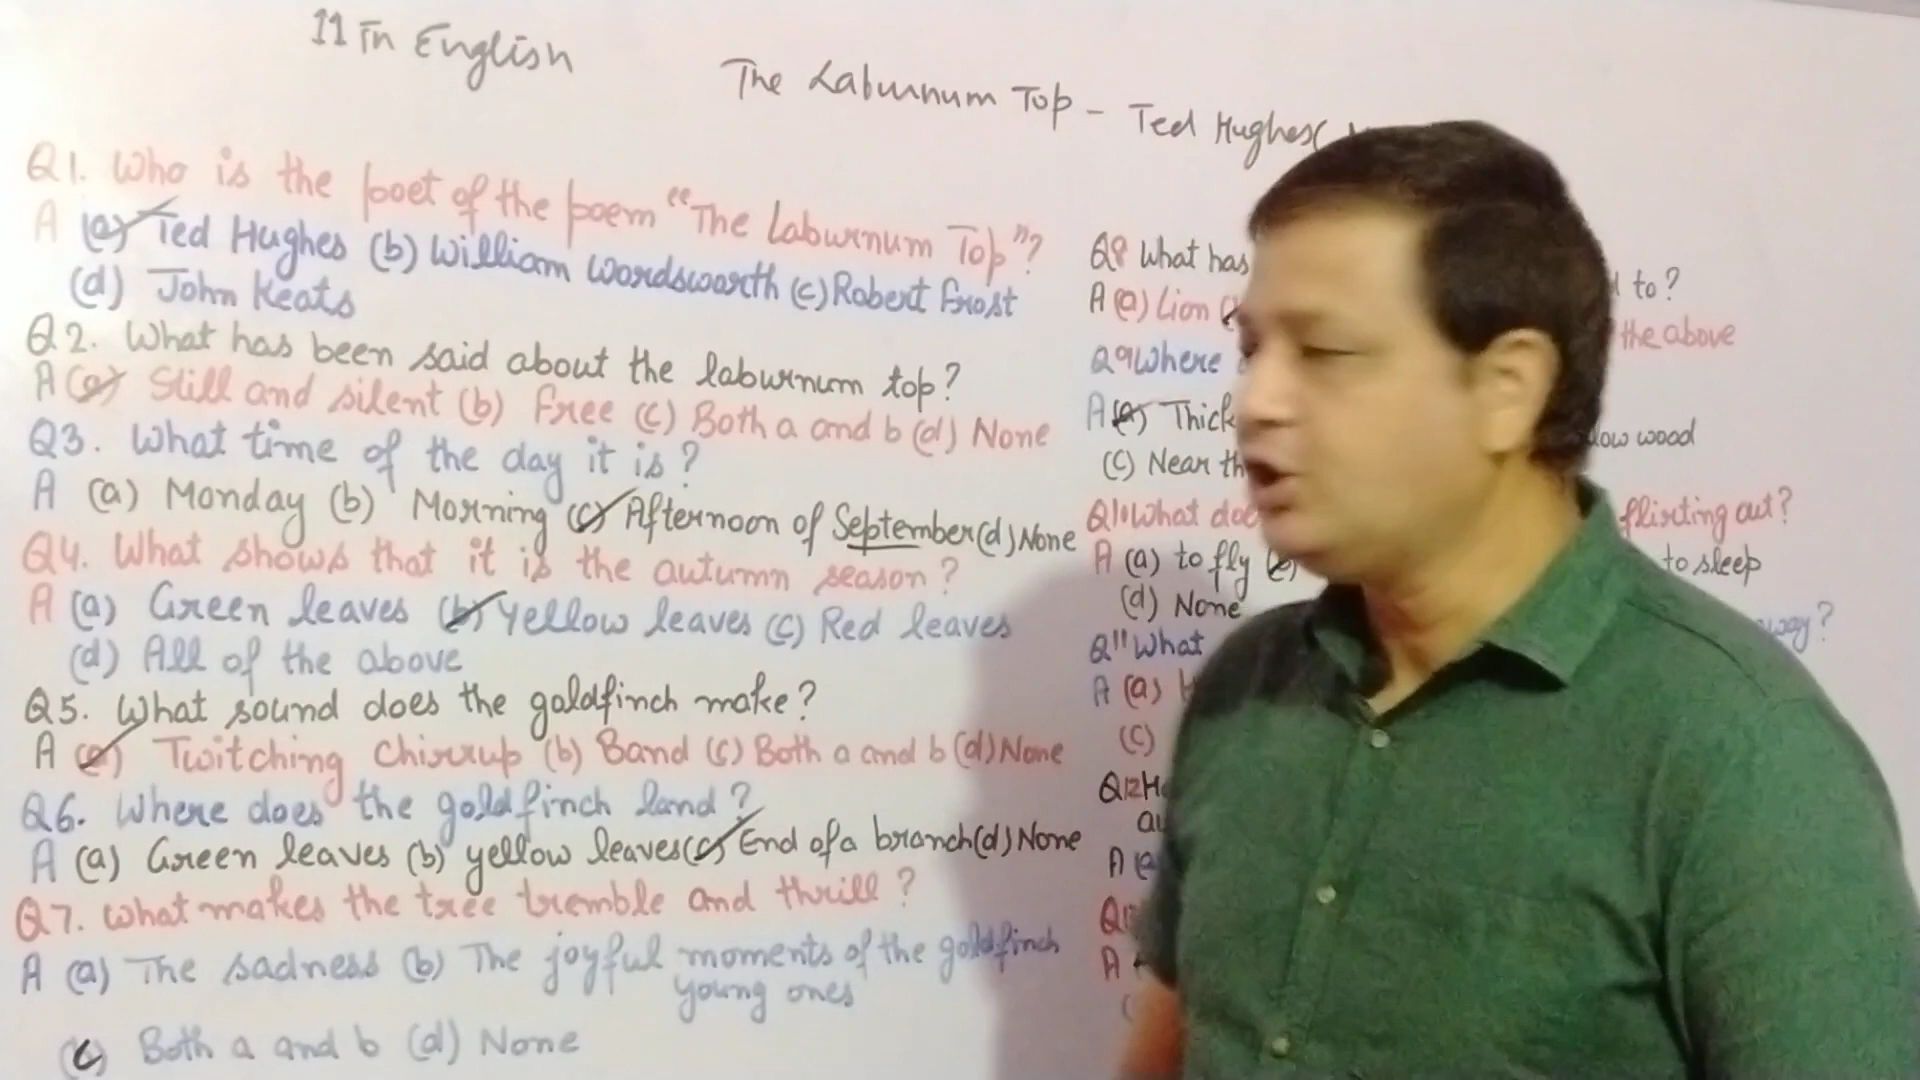 11 in English
The Laburnum Top - Ted Hughes(
Q1. Who is the poet of the poem "The Laburnum Top"?
A (a) Ted Hughes (b) William Wordsworth (c) Robert Frost
(d) John Keats
Q2. What has been said about the laburnum top?
A (a) Still and silent (b) Free (c) Both a and b (d) None
Q3. What time of the day it is?
A (a) Monday (b) Morning (c) Afternoon of September (d) None
Q4. What shows that it is the autumn season?
A (a) Green leaves (b) Yellow leaves (c) Red leaves
(d) All of the above
Q5. What sound does the goldfinch make?
A (a) Twitching Chirrup (b) Band (c) Both a and b (d) None
Q6. Where does the goldfinch land?
A (a) Green leaves (b) yellow leaves (c) End of a branch (d) None
Q7. What makes the tree tremble and thrill?
A (a) The sadness (b) The joyful moments of the goldfinch
young ones
(c) Both a and b (d) None
Q8 What has to?
A (a) Lion the above
Q9 Where
A (a) Thick wood
(c) Near
Q10 What flirting out?
A (a) to fly to sleep
(d) None
Q11 What
A (a)
(c)
Q12
A
A